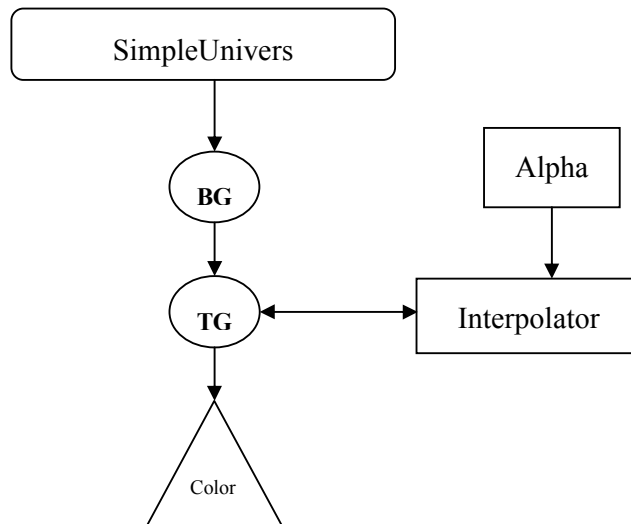 SimpleUnivers
Alpha
BG
TG
Interpolator
Color